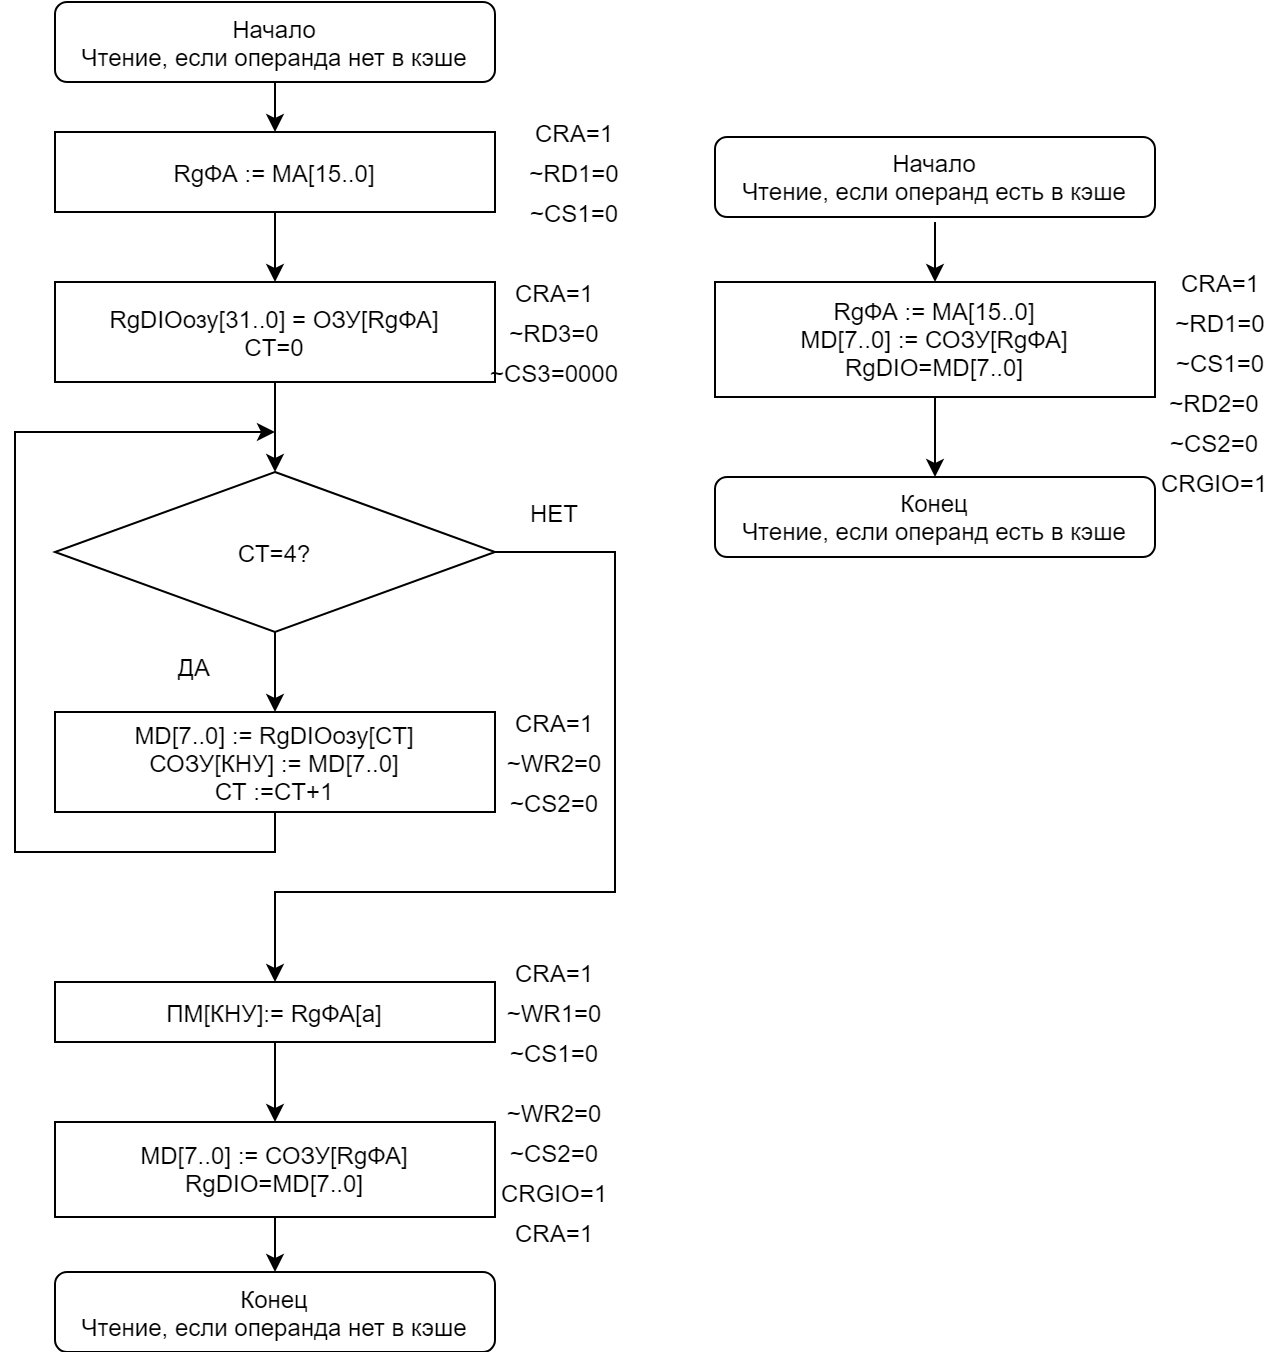 Начало
Чтение, если операнда нет в кэше
RgФА := MA[15..0]
CRA=1
~RD1=0
~CS1=0
RgDIOозу[31..0] = ОЗУ[RgФА]
CT=0
CRA=1
~RD3=0
~CS3=0000
CT=4?
НЕТ
ДА
MD[7..0] := RgDIOозу[CT]
СОЗУ[КНУ] := MD[7..0]
CT :=CT+1
CRA=1
~WR2=0
~CS2=0
ПМ[КНУ]:= RgФА[a]
CRA=1
~WR1=0
~CS1=0
MD[7..0] := СОЗУ[RgФА]
RgDIO=MD[7..0]
~WR2=0
~CS2=0
CRGIO=1
CRA=1
Конец
Чтение, если операнда нет в кэше
Начало
Чтение, если операнд есть в кэше
RgФА := MA[15..0]
MD[7..0] := СОЗУ[RgФА]
RgDIO=MD[7..0]
CRA=1
~RD1=0
~CS1=0
~RD2=0
~CS2=0
CRGIO=1
Конец
Чтение, если операнд есть в кэше